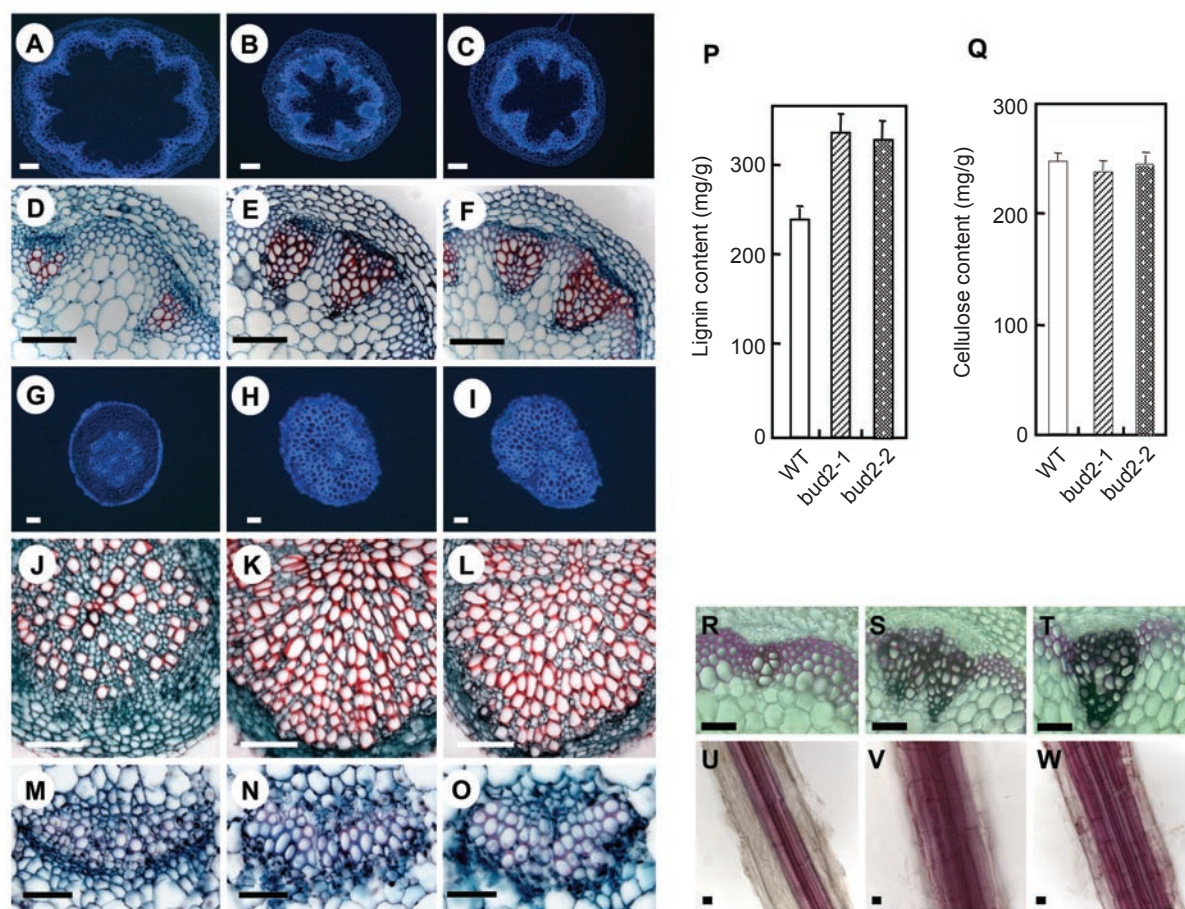 A
B
C
D
E
F
G
H
I
J
K
L
M
N
O
P
Lignin content (mg/g)
300
200
100
0
WT
bud2-1
bud2-2
Q
Cellulose content (mg/g)
300
200
100
0
WT
bud2-1
bud2-2
R
S
T
U
V
W